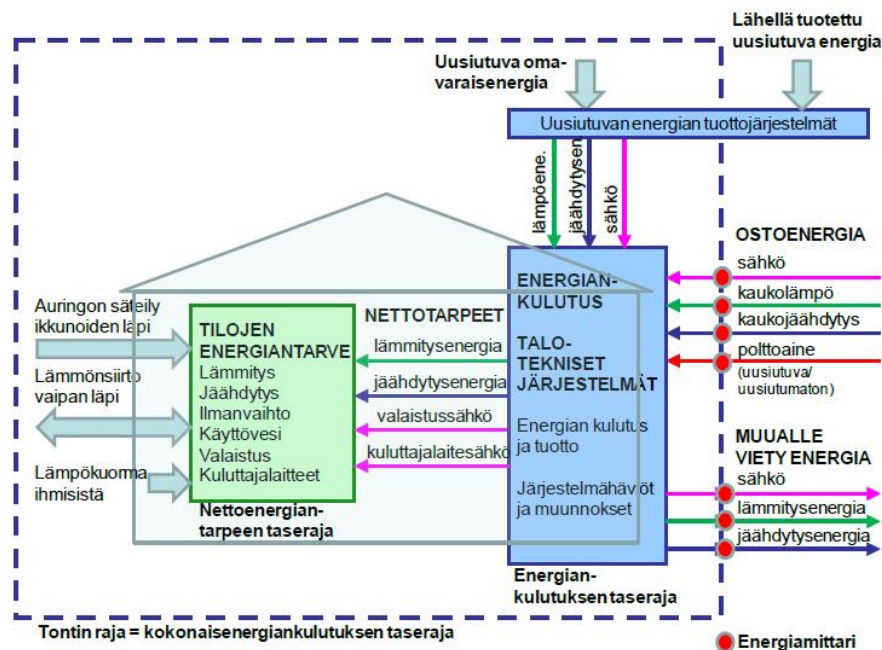 Lähellä tuotettu
uusiutuva energia
Uusiutuva oma-
varaisenergia
Uusiutuvan energian tuottojärjestelmät
lämpöene.
jäähdytysen.
sähkö
OSTOENERGIA
sähkö
kaukolämpö
kaukojäähdytys
polttoaine
(uusiutuva/
uusiutumaton)
ENERGIAN-
KULUTUS
TALO-
TEKNISET
JÄRJESTELMÄT
Energian kulutus
ja tuotto
Järjestelmähäviöt
ja muunnokset
Energian-
kulutuksen taseraja
NETTOTARPEET
lämmitysenergia
jäähdytysenergia
valaistussähkö
kuluttajalaitesähkö
Auringon säteily
ikkunoiden läpi
Lämmönsiirto
vaipan läpi
Lämpökuorma
ihmisistä
TILOJEN
ENERGIANTARVE
Lämmitys
Jäähdytys
Ilmanvaihto
Käyttövesi
Valaistus
Kuluttajalaitteet
Nettoenergian-
tarpeen taseraja
MUUALLE
VIETY ENERGIA
sähkö
lämmitysenergia
jäähdytysenergia
Tontin raja = kokonaisenergiankulutuksen taseraja
Energiamittari